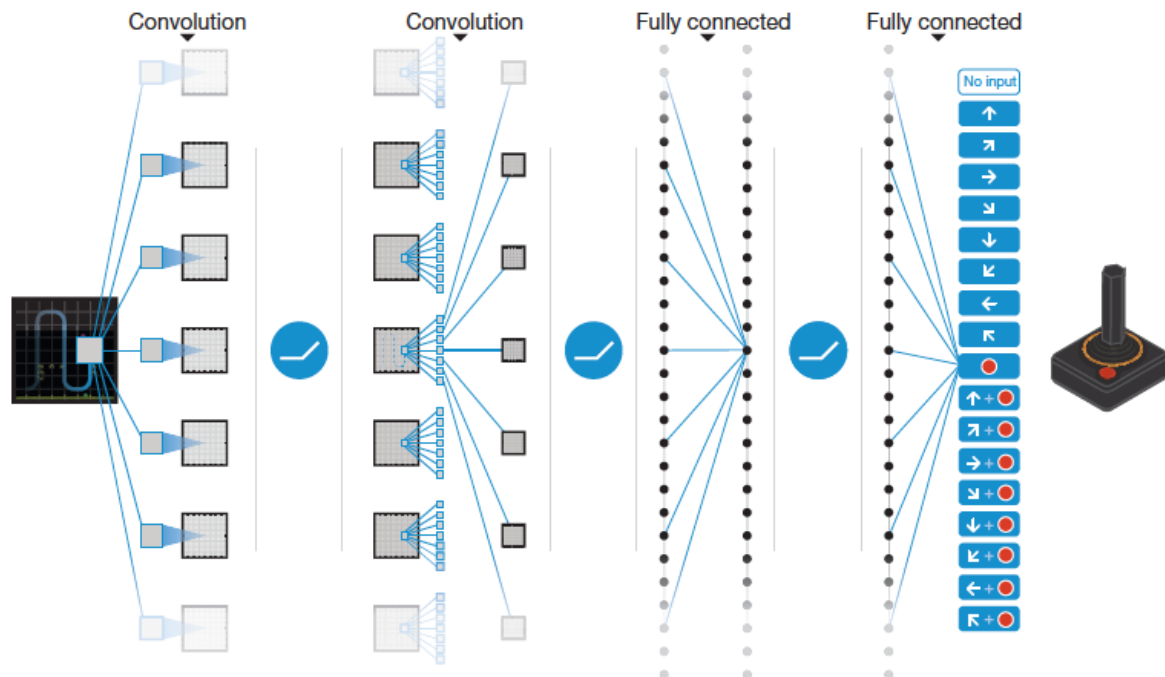 Convolution
Convolution
Fully connected
Fully connected
No input
+
+
+
+
+
+
+
+